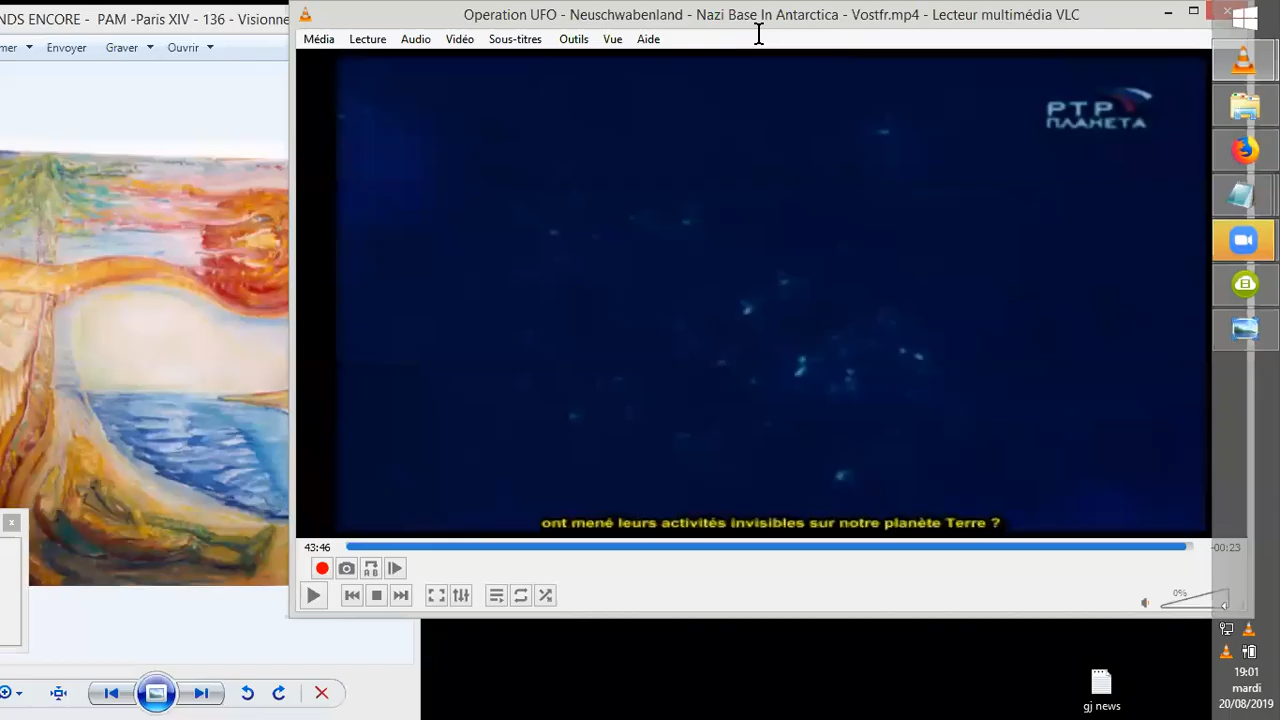 NDS ENCORE - PAM -Paris XIV - 136 - Visionne
Operation UFO - Neuschwabenland - Nazi Base In Antarctica - Vostfr.mp4 - Lecteur multimédia VLC
mer Envoyer Graver Ouvrir
Média Lecture Audio Vidéo Sous-titres Outils Vue Aide
РТР
ПЛАНЕТА
ont mené leurs activités invisibles sur notre planète Terre ?
43:46
-00:23
0%
gj news
19:01
mardi
20/08/2019